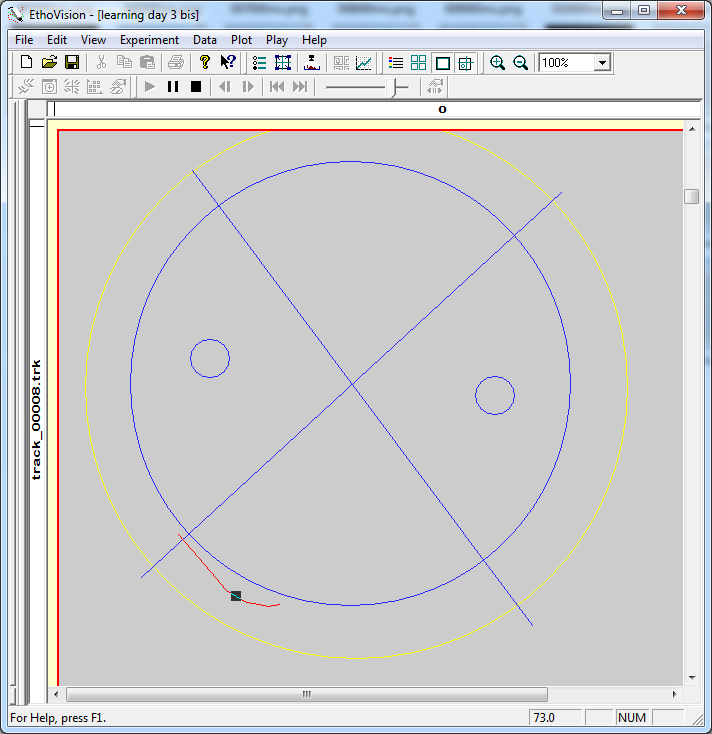 EthoVision - [learning day 3 bis]
File Edit View Experiment Data Plot Play Help
100%
o
track_00008.trk
For Help, press F1.
73.0
NUM